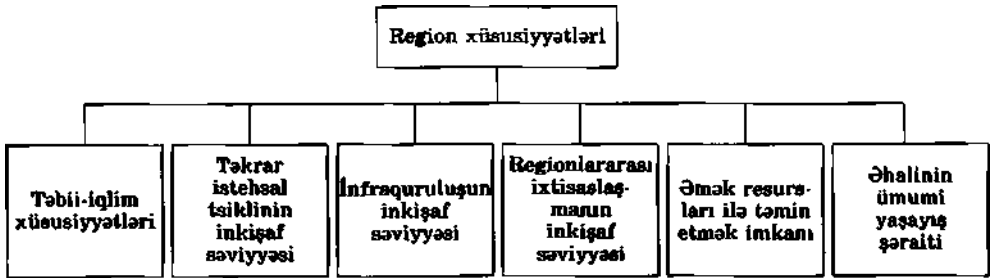 Region xüsusiyyətləri
Təbii-iqlim
xüsusiyyətləri
Təkrar
istehsal
tsiklinin
inkişaf
səviyyəsi
İnfraquruluşun
inkişaf
səviyyəsi
Regionlararası
ixtisaslaş-
manın
inkişaf
səviyyəsi
Əmək resurs-
ları ilə təmin
etmək imkanı
Əhalinin
ümumi
yaşayış
şəraiti